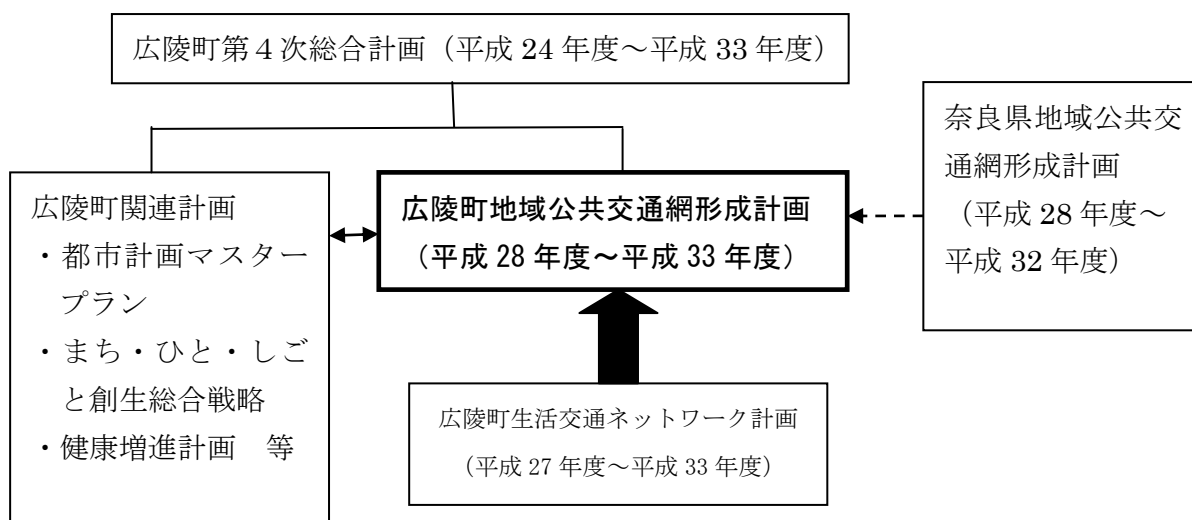 広陵町第４次総合計画（平成 24 年度～平成 33 年度）
奈良県地域公共交
通網形成計画
（平成 28 年度～
平成 32 年度）
広陵町関連計画
・都市計画マスター
プラン
・まち・ひと・しご
と創生総合戦略
・健康増進計画　等
広陵町地域公共交通網形成計画
（平成 28 年度～平成 33 年度）
広陵町生活交通ネットワーク計画
（平成 27 年度～平成 33 年度）